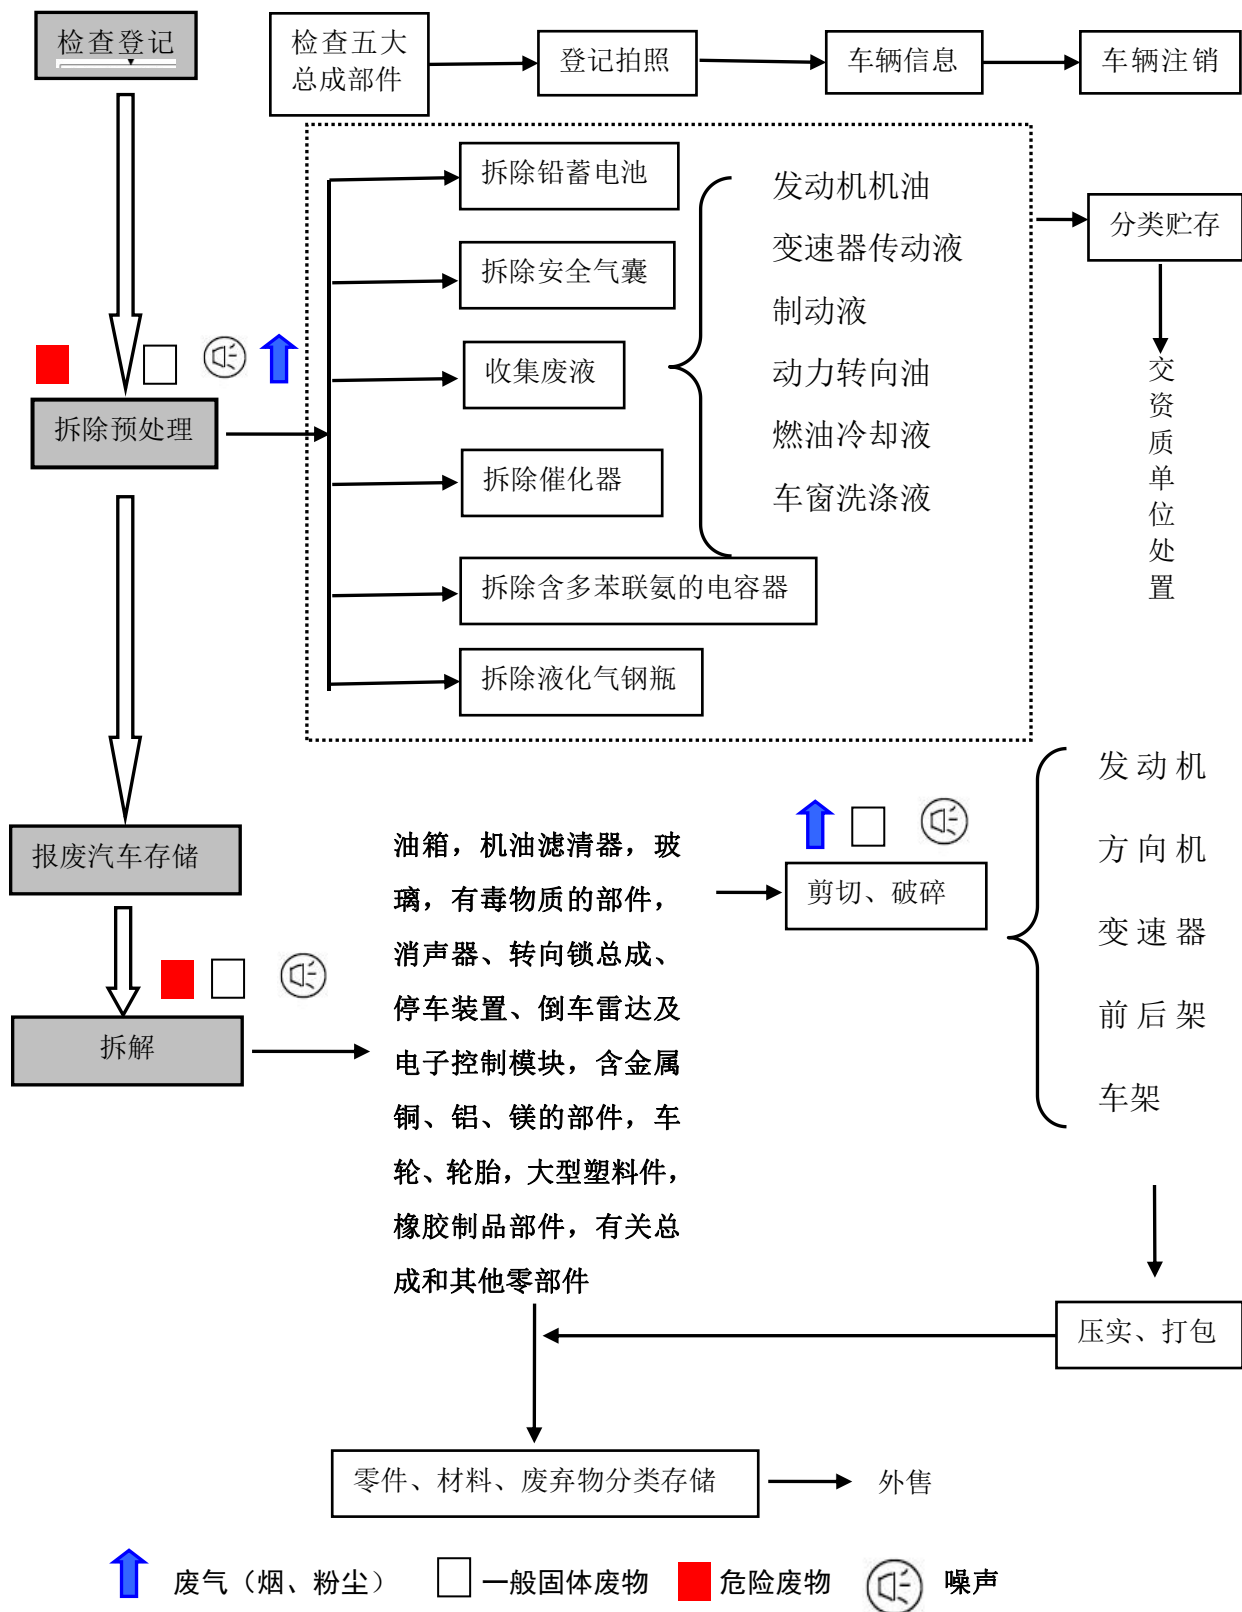 检查登记
检查五大
总成部件
登记拍照
车辆信息
车辆注销
拆除铅蓄电池
拆除安全气囊
收集废液
拆除催化器
拆除含多苯联氨的电容器
拆除液化气钢瓶
发动机机油
变速器传动液
制动液
动力转向油
燃油冷却液
车窗洗涤液
分类贮存
交
资
质
单
位
处
置
拆除预处理
报废汽车存储
拆解
油箱，机油滤清器，玻
璃，有毒物质的部件，
消声器、转向锁总成、
停车装置、倒车雷达及
电子控制模块，含金属
铜、铝、镁的部件，车
轮、轮胎，大型塑料件，
橡胶制品部件，有关总
成和其他零部件
剪切、破碎
发动机
方向机
变速器
前后架
车架
压实、打包
零件、材料、废弃物分类存储
外售
废气（烟、粉尘）
一般固体废物
危险废物
噪声